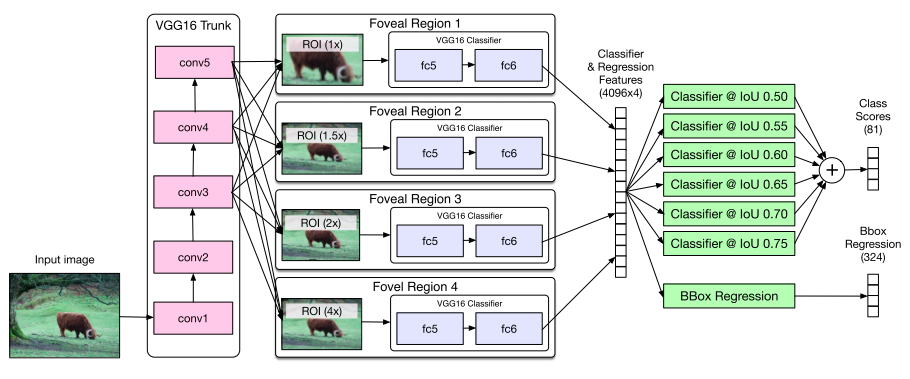 VGG16 Trunk
conv5
conv4
conv3
conv2
conv1
Input image
Foveal Region 1
ROI (1x)
VGG16 Classifier
fc5
fc6
Foveal Region 2
ROI (1.5x)
VGG16 Classifier
fc5
fc6
Foveal Region 3
ROI (2x)
VGG16 Classifier
fc5
fc6
Fovel Region 4
ROI (4x)
VGG16 Classifier
fc5
fc6
Classifier
& Regression
Features
(4096x4)
Classifier @ IoU 0.50
Classifier @ IoU 0.55
Classifier @ IoU 0.60
Classifier @ IoU 0.65
Classifier @ IoU 0.70
Classifier @ IoU 0.75
BBox Regression
+
Class
Scores
(81)
Bbox
Regression
(324)